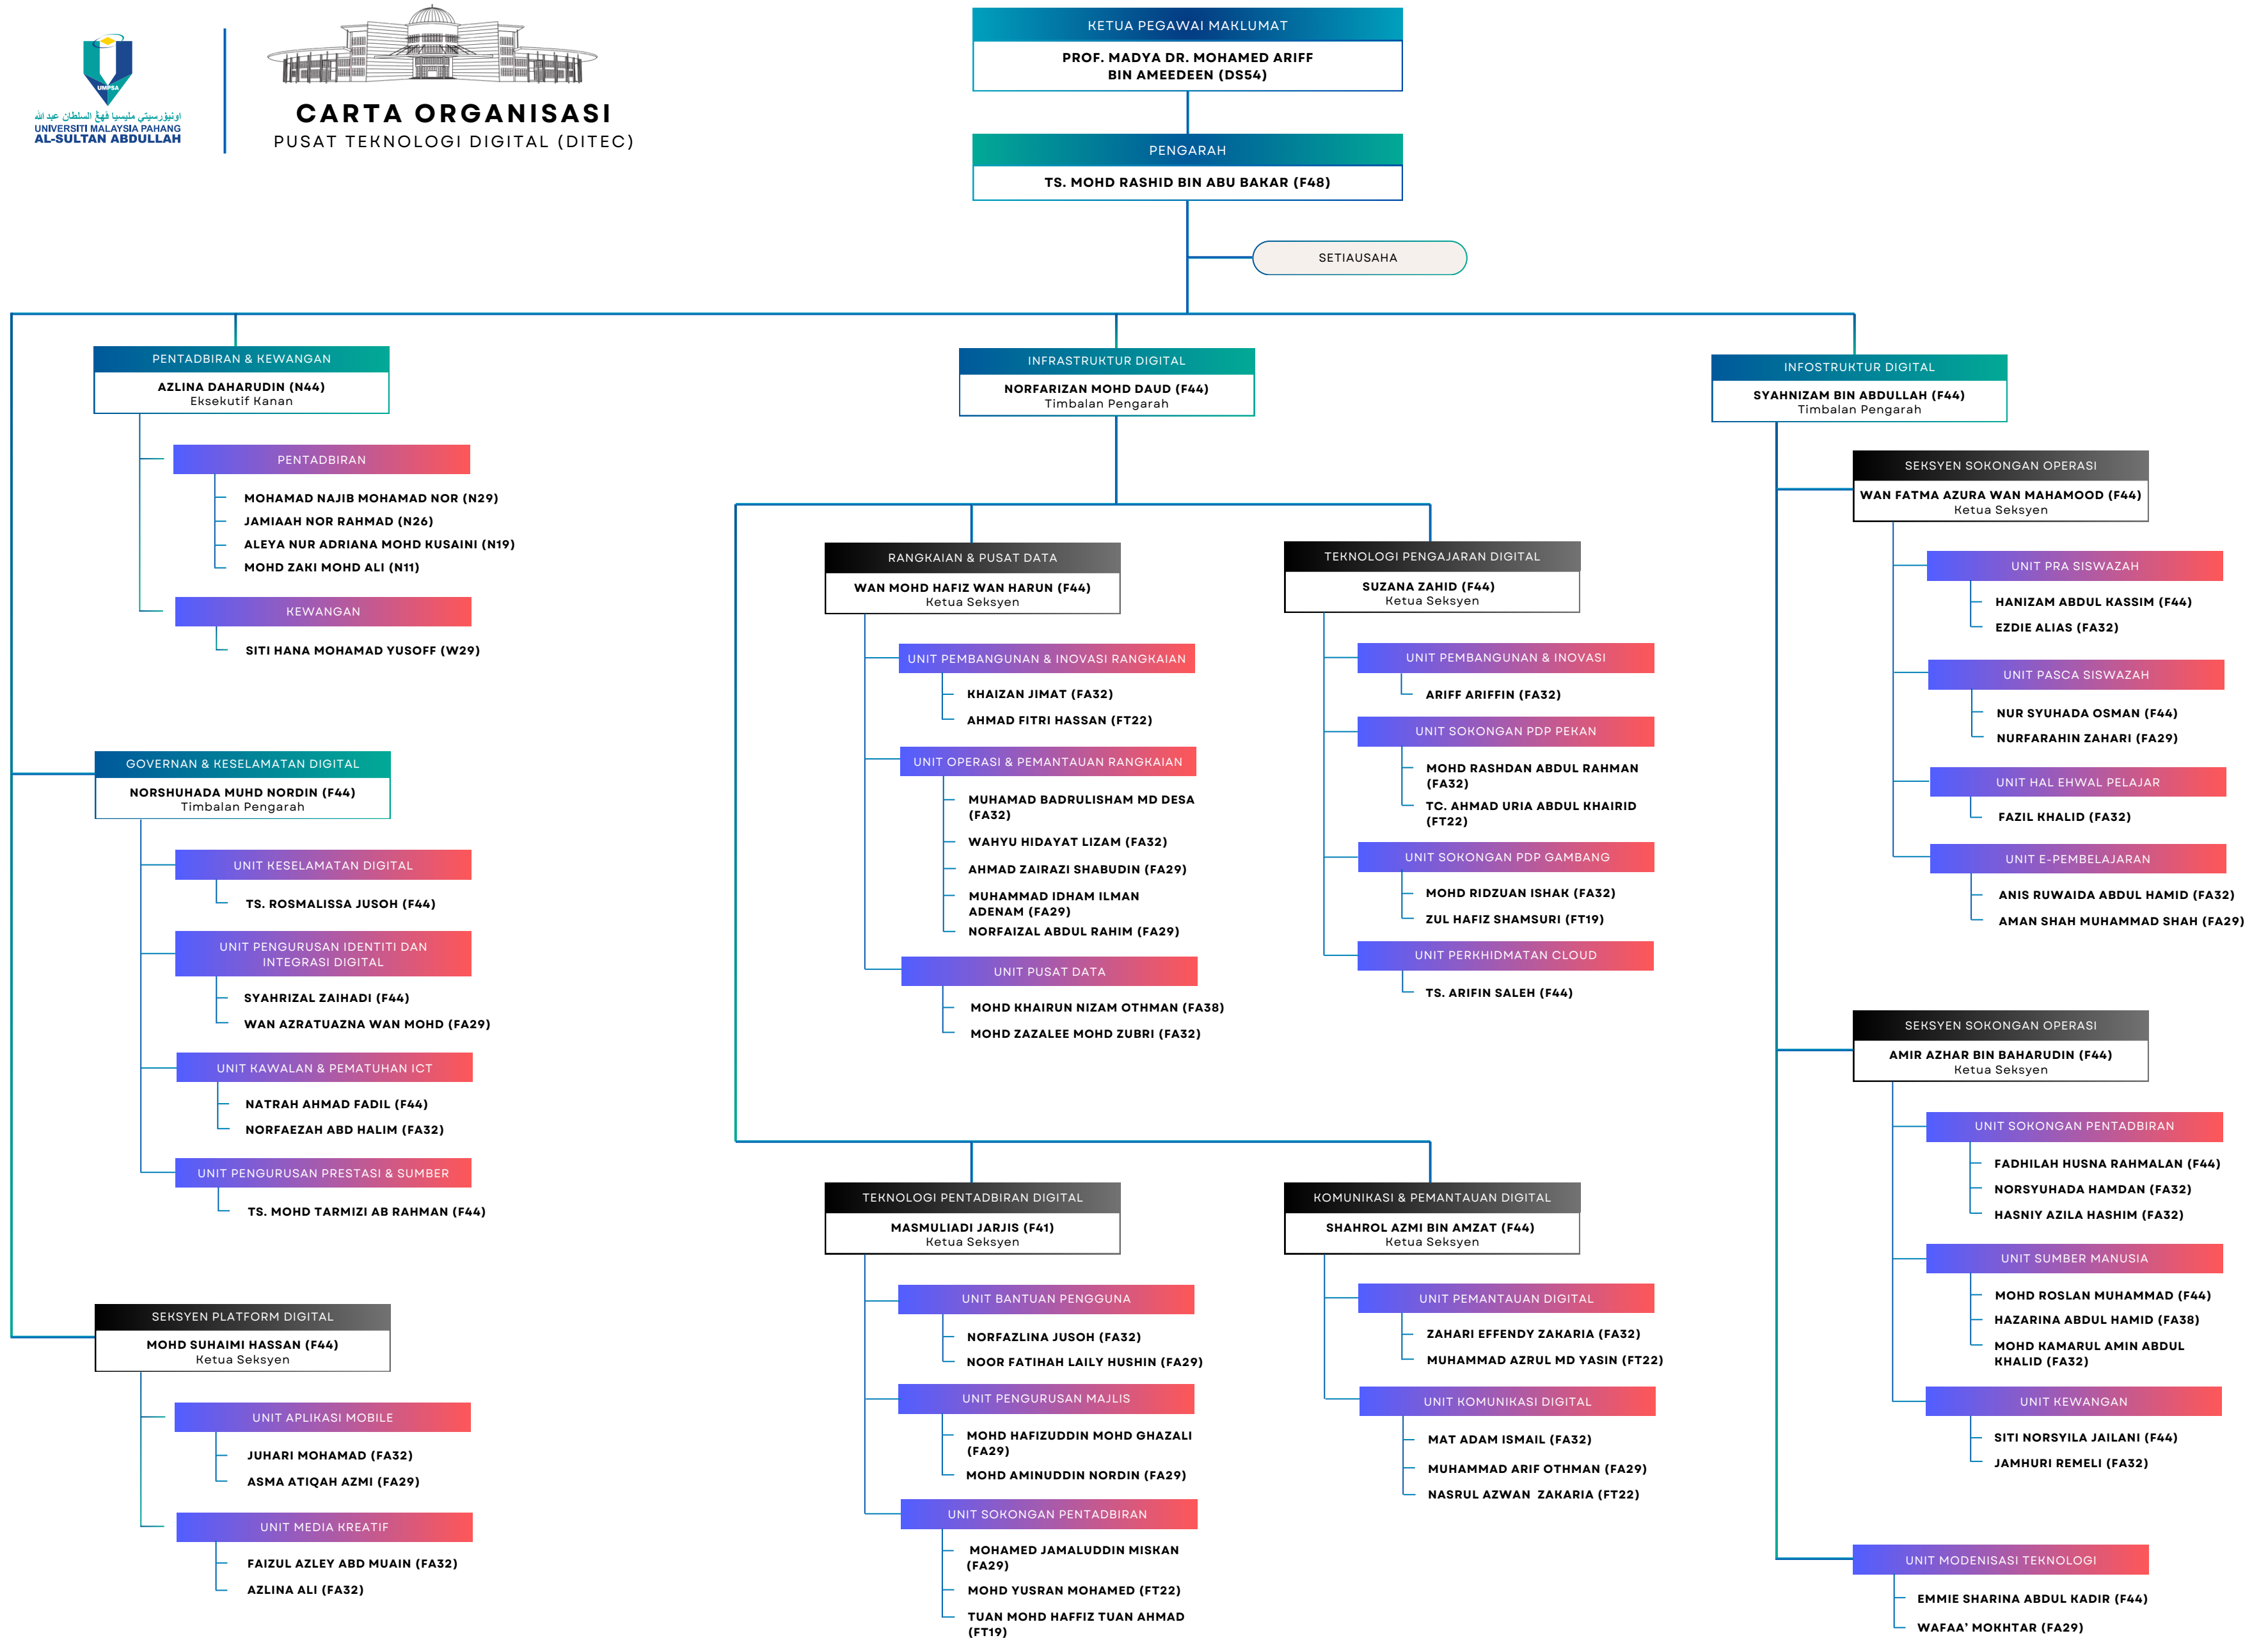 UMPSA
اونيۏرسيتي مليسيا ڤهڠ السلطان عبد الله
UNIVERSITI MALAYSIA PAHANG
AL-SULTAN ABDULLAH
CARTA ORGANISASI
PUSAT TEKNOLOGI DIGITAL (DITEC)
KETUA PEGAWAI MAKLUMAT
PROF. MADYA DR. MOHAMED ARIFF
BIN AMEEDEEN (DS54)
PENGARAH
TS. MOHD RASHID BIN ABU BAKAR (F48)
SETIAUSAHA
PENTADBIRAN & KEWANGAN
AZLINA DAHARUDIN (N44)
Eksekutif Kanan
PENTADBIRAN
MOHAMAD NAJIB MOHAMAD NOR (N29)
JAMIAAH NOR RAHMAD (N26)
ALEYA NUR ADRIANA MOHD KUSAINI (N19)
MOHD ZAKI MOHD ALI (N11)
KEWANGAN
SITI HANA MOHAMAD YUSOFF (W29)
GOVERNAN & KESELAMATAN DIGITAL
NORSHUHADA MUHD NORDIN (F44)
Timbalan Pengarah
UNIT KESELAMATAN DIGITAL
TS. ROSMALISSA JUSOH (F44)
UNIT PENGURUSAN IDENTITI DAN
INTEGRASI DIGITAL
SYAHRIZAL ZAIHADI (F44)
WAN AZRATUAZNA WAN MOHD (FA29)
UNIT KAWALAN & PEMATUHAN ICT
NATRAH AHMAD FADIL (F44)
NORFAEZAH ABD HALIM (FA32)
UNIT PENGURUSAN PRESTASI & SUMBER
TS. MOHD TARMIZI AB RAHMAN (F44)
SEKSYEN PLATFORM DIGITAL
MOHD SUHAIMI HASSAN (F44)
Ketua Seksyen
UNIT APLIKASI MOBILE
JUHARI MOHAMAD (FA32)
ASMA ATIQAH AZMI (FA29)
UNIT MEDIA KREATIF
FAIZUL AZLEY ABD MUAIN (FA32)
AZLINA ALI (FA32)
INFRASTRUKTUR DIGITAL
NORFARIZAN MOHD DAUD (F44)
Timbalan Pengarah
RANGKAIAN & PUSAT DATA
WAN MOHD HAFIZ WAN HARUN (F44)
Ketua Seksyen
UNIT PEMBANGUNAN & INOVASI RANGKAIAN
KHAIZAN JIMAT (FA32)
AHMAD FITRI HASSAN (FT22)
UNIT OPERASI & PEMANTAUAN RANGKAIAN
MUHAMAD BADRULISHAM MD DESA
(FA32)
WAHYU HIDAYAT LIZAM (FA32)
AHMAD ZAIRAZI SHABUDIN (FA29)
MUHAMMAD IDHAM ILMAN
ADENAM (FA29)
NORFAIZAL ABDUL RAHIM (FA29)
UNIT PUSAT DATA
MOHD KHAIRUN NIZAM OTHMAN (FA38)
MOHD ZAZALEE MOHD ZUBRI (FA32)
TEKNOLOGI PENGAJARAN DIGITAL
SUZANA ZAHID (F44)
Ketua Seksyen
UNIT PEMBANGUNAN & INOVASI
ARIFF ARIFFIN (FA32)
UNIT SOKONGAN PDP PEKAN
MOHD RASHDAN ABDUL RAHMAN
(FA32)
TC. AHMAD URIA ABDUL KHAIRID
(FT22)
UNIT SOKONGAN PDP GAMBANG
MOHD RIDZUAN ISHAK (FA32)
ZUL HAFIZ SHAMSURI (FT19)
UNIT PERKHIDMATAN CLOUD
TS. ARIFIN SALEH (F44)
TEKNOLOGI PENTADBIRAN DIGITAL
MASMULIADI JARJIS (F41)
Ketua Seksyen
UNIT BANTUAN PENGGUNA
NORFAZLINA JUSOH (FA32)
NOOR FATIHAH LAILY HUSHIN (FA29)
UNIT PENGURUSAN MAJLIS
MOHD HAFIZUDDIN MOHD GHAZALI
(FA29)
MOHD AMINUDDIN NORDIN (FA29)
UNIT SOKONGAN PENTADBIRAN
MOHAMED JAMALUDDIN MISKAN
(FA29)
MOHD YUSRAN MOHAMED (FT22)
TUAN MOHD HAFFIZ TUAN AHMAD
(FT19)
KOMUNIKASI & PEMANTAUAN DIGITAL
SHAHROL AZMI BIN AMZAT (F44)
Ketua Seksyen
UNIT PEMANTAUAN DIGITAL
ZAHARI EFFENDY ZAKARIA (FA32)
MUHAMMAD AZRUL MD YASIN (FT22)
UNIT KOMUNIKASI DIGITAL
MAT ADAM ISMAIL (FA32)
MUHAMMAD ARIF OTHMAN (FA29)
NASRUL AZWAN ZAKARIA (FT22)
INFOSTRUKTUR DIGITAL
SYAHNIZAM BIN ABDULLAH (F44)
Timbalan Pengarah
SEKSYEN SOKONGAN OPERASI
WAN FATMA AZURA WAN MAHAMOOD (F44)
Ketua Seksyen
UNIT PRA SISWAZAH
HANIZAM ABDUL KASSIM (F44)
EZDIE ALIAS (FA32)
UNIT PASCA SISWAZAH
NUR SYUHADA OSMAN (F44)
NURFARAHIN ZAHARI (FA29)
UNIT HAL EHWAL PELAJAR
FAZIL KHALID (FA32)
UNIT E-PEMBELAJARAN
ANIS RUWAIDA ABDUL HAMID (FA32)
AMAN SHAH MUHAMMAD SHAH (FA29)
SEKSYEN SOKONGAN OPERASI
AMIR AZHAR BIN BAHARUDIN (F44)
Ketua Seksyen
UNIT SOKONGAN PENTADBIRAN
FADHILAH HUSNA RAHMALAN (F44)
NORSYUHADA HAMDAN (FA32)
HASNIY AZILA HASHIM (FA32)
UNIT SUMBER MANUSIA
MOHD ROSLAN MUHAMMAD (F44)
HAZARINA ABDUL HAMID (FA38)
MOHD KAMARUL AMIN ABDUL
KHALID (FA32)
UNIT KEWANGAN
SITI NORSYILA JAILANI (F44)
JAMHURI REMELI (FA32)
UNIT MODENISASI TEKNOLOGI
EMMIE SHARINA ABDUL KADIR (F44)
WAFAA’ MOKHTAR (FA29)